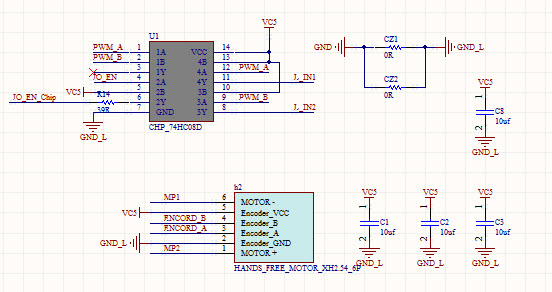 VC5
U1
PWM_A 1 1A VCC 14
PWM_B 2 1B 4B 13
3 1Y 4A 12 PWM_A
JO_EN 4 2A 4Y 11 J_IN1
VC5 5 2B 3B 10
JO_EN_Chip R14 6 2Y 3A 9 PWM_B
39R 7 GND 3Y 8 J_IN2
GND_L CHP_74HC08D
CZ1
GND 0R GND_L
CZ2
0R
VC5
1
C8
10uf
2
GND_L
h2
MP1 6 MOTOR -
VC5 5 Encoder_VCC
ENCORD_B 4 Encoder_B
ENCORD_A 3 Encoder_A
GND_L 2 Encoder_GND
MP2 1 MOTOR +
HANDS_FREE_MOTOR_XH2.54_6P
VC5 VC5 VC5
1 1 1
C1 C2 C3
10uf 10uf 10uf
2 2 2
GND_L GND_L GND_L